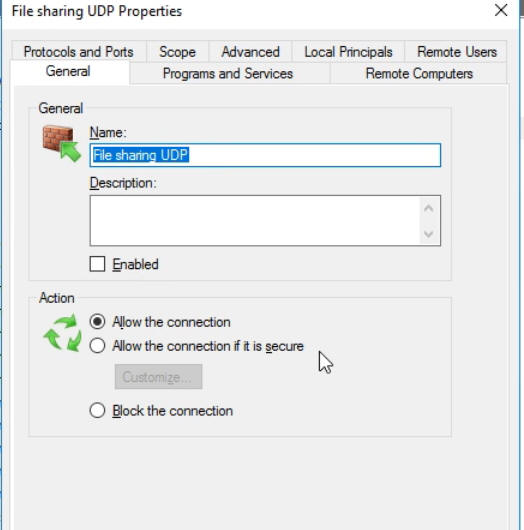 File sharing UDP Properties
Protocols and Ports Scope Advanced Local Principals Remote Users
General Programs and Services Remote Computers
General
Name:
File sharing UDP
Description:
Enabled
Action
Allow the connection
Allow the connection if it is secure
Customize...
Block the connection